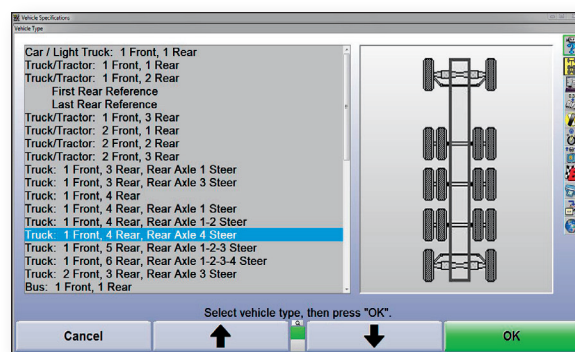 Vehicle Specifications
Vehicle Type
Car / Light Truck: 1 Front, 1 Rear
Truck/Tractor: 1 Front, 1 Rear
Truck/Tractor: 1 Front, 2 Rear
First Rear Reference
Last Rear Reference
Truck/Tractor: 1 Front, 3 Rear
Truck/Tractor: 2 Front, 1 Rear
Truck/Tractor: 2 Front, 2 Rear
Truck/Tractor: 2 Front, 3 Rear
Truck: 1 Front, 3 Rear, Rear Axle 1 Steer
Truck: 1 Front, 3 Rear, Rear Axle 3 Steer
Truck: 1 Front, 4 Rear
Truck: 1 Front, 4 Rear, Rear Axle 1 Steer
Truck: 1 Front, 4 Rear, Rear Axle 1-2 Steer
Truck: 1 Front, 4 Rear, Rear Axle 4 Steer
Truck: 1 Front, 5 Rear, Rear Axle 1-2-3 Steer
Truck: 1 Front, 6 Rear, Rear Axle 1-2-3-4 Steer
Truck: 2 Front, 3 Rear, Rear Axle 3 Steer
Bus: 1 Front, 1 Rear
Select vehicle type, then press "OK".
Cancel
OK